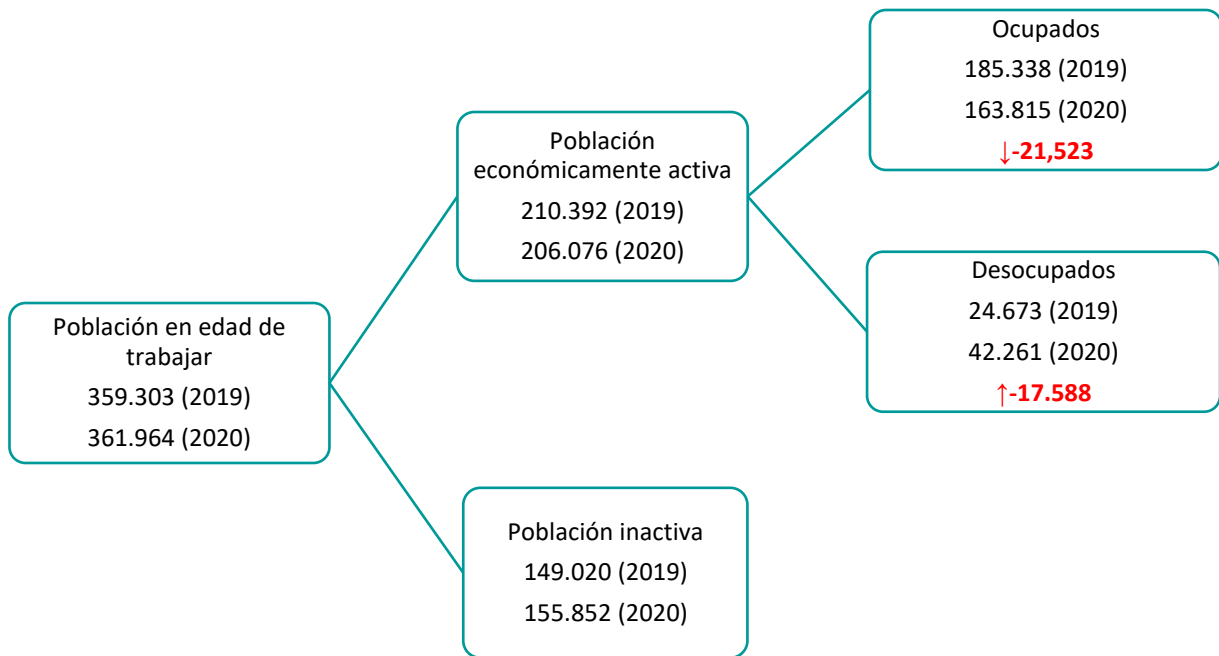 Población en edad de
trabajar
359.303 (2019)
361.964 (2020)
Población
económicamente activa
210.392 (2019)
206.076 (2020)
Población inactiva
149.020 (2019)
155.852 (2020)
Ocupados
185.338 (2019)
163.815 (2020)
↓-21,523
Desocupados
24.673 (2019)
42.261 (2020)
↑-17.588